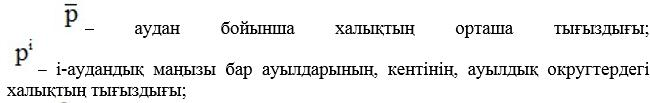 p̅ – аудан бойынша халықтың орташа тығыздығы;
pⁱ – і-аудандық маңызы бар ауылдарының, кентінің, ауылдық округтердегі
халықтың тығыздығы;